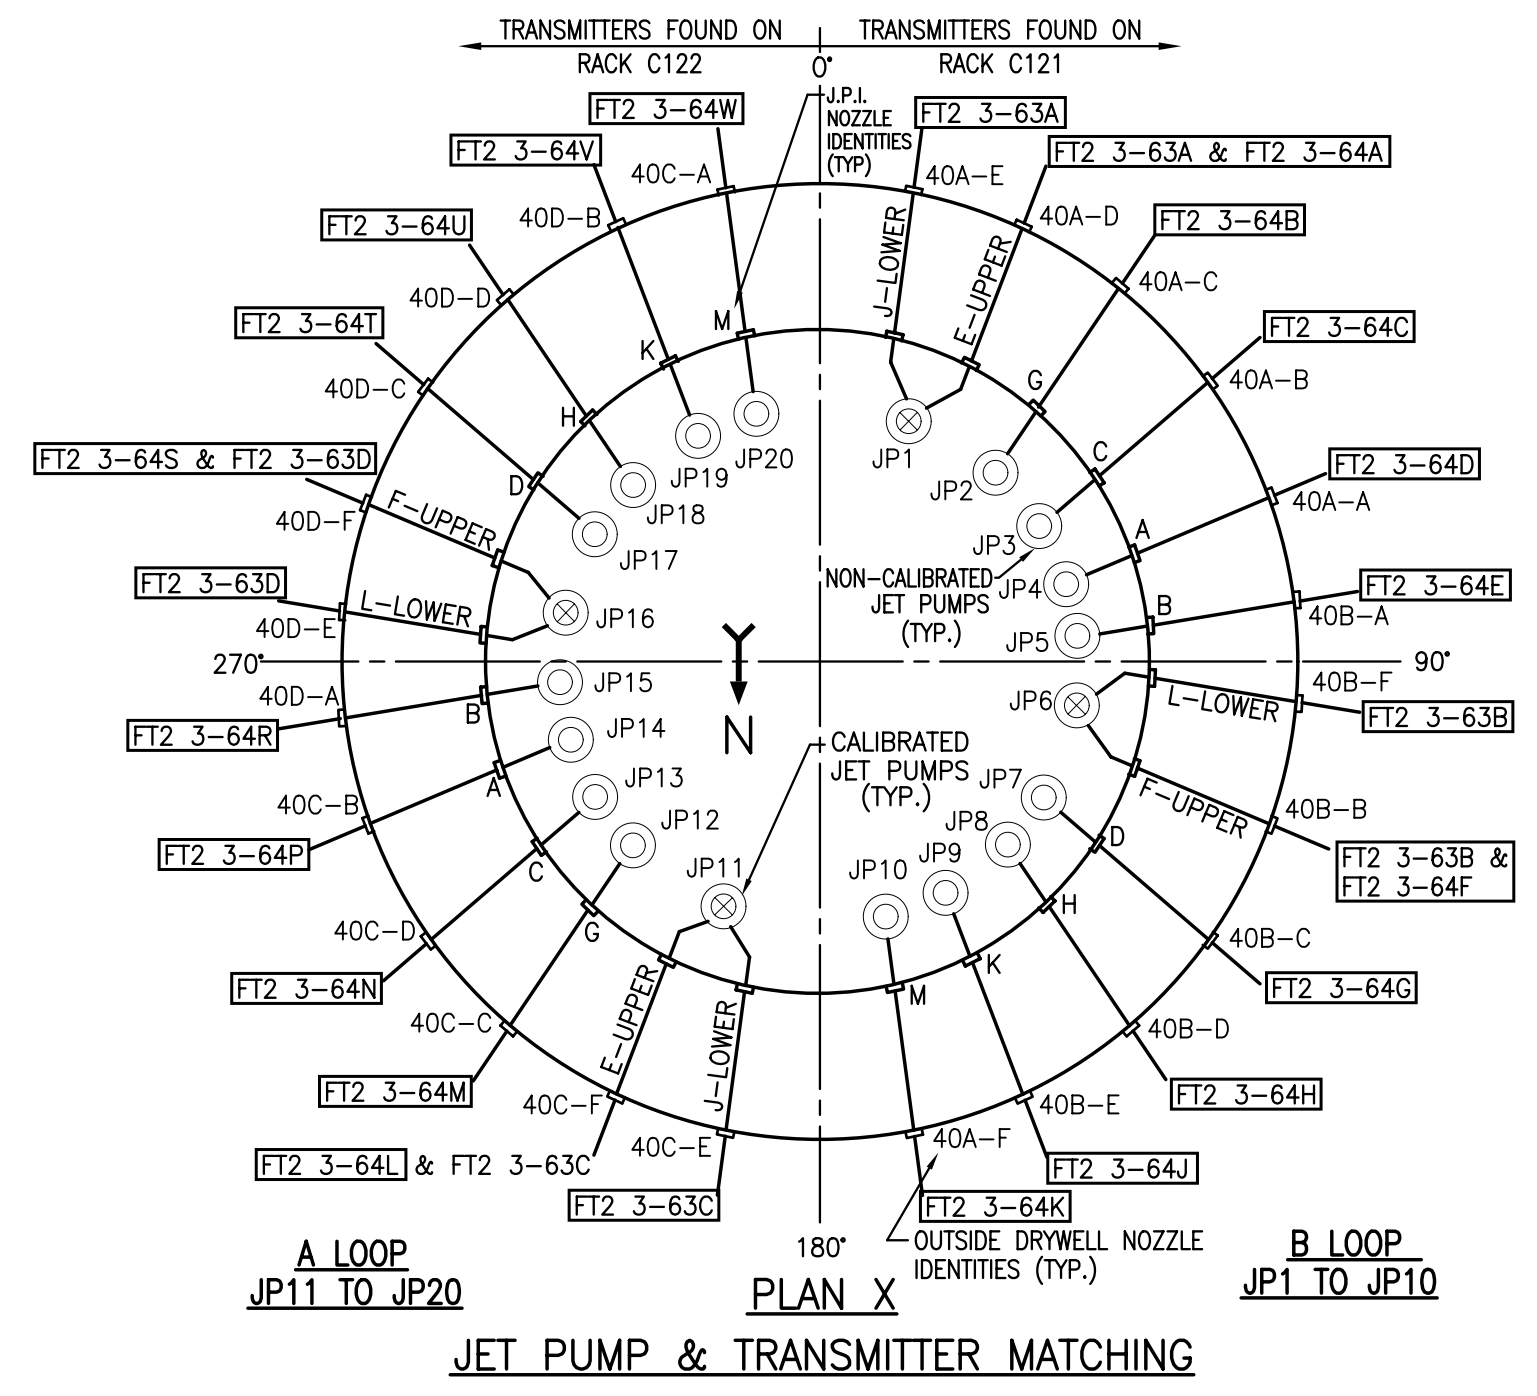 TRANSMITTERS FOUND ON
RACK C122
TRANSMITTERS FOUND ON
RACK C121
0°
J.P.I.
NOZZLE
IDENTITIES
(TYP)
FT2 3-64W
FT2 3-63A
FT2 3-64V
FT2 3-63A & FT2 3-64A
40C-A
40A-E
40D-B
40A-D
FT2 3-64U
FT2 3-64B
J-LOWER
E-UPPER
40D-D
40A-C
FT2 3-64T
FT2 3-64C
M
K
40D-C
40A-B
G
H
FT2 3-64S & FT2 3-63D
JP19
JP20
JP1
C
FT2 3-64D
D
JP2
40D-F
F-UPPER
JP18
40A-A
JP17
JP3
A
FT2 3-63D
NON-CALIBRATED
JET PUMPS
(TYP.)
JP4
FT2 3-64E
40D-E
L-LOWER
JP16
B
40B-A
JP5
270°
90°
40D-A
JP15
JP6
40B-F
L-LOWER
B
FT2 3-64R
JP14
N
FT2 3-63B
CALIBRATED
JET PUMPS
(TYP.)
A
JP13
JP7
F-UPPER
40C-B
40B-B
JP12
JP8
D
FT2 3-64P
FT2 3-63B &
FT2 3-64F
C
JP11
JP10
JP9
G
H
40C-D
40B-C
K
FT2 3-64N
M
FT2 3-64G
40C-C
E-UPPER
J-LOWER
40B-D
FT2 3-64M
FT2 3-64H
40C-F
40B-E
40C-E
40A-F
FT2 3-64L & FT2 3-63C
FT2 3-64J
FT2 3-63C
FT2 3-64K
180°
OUTSIDE DRYWELL NOZZLE
IDENTITIES (TYP.)
A LOOP
JP11 TO JP20
B LOOP
JP1 TO JP10
PLAN X
JET PUMP & TRANSMITTER MATCHING